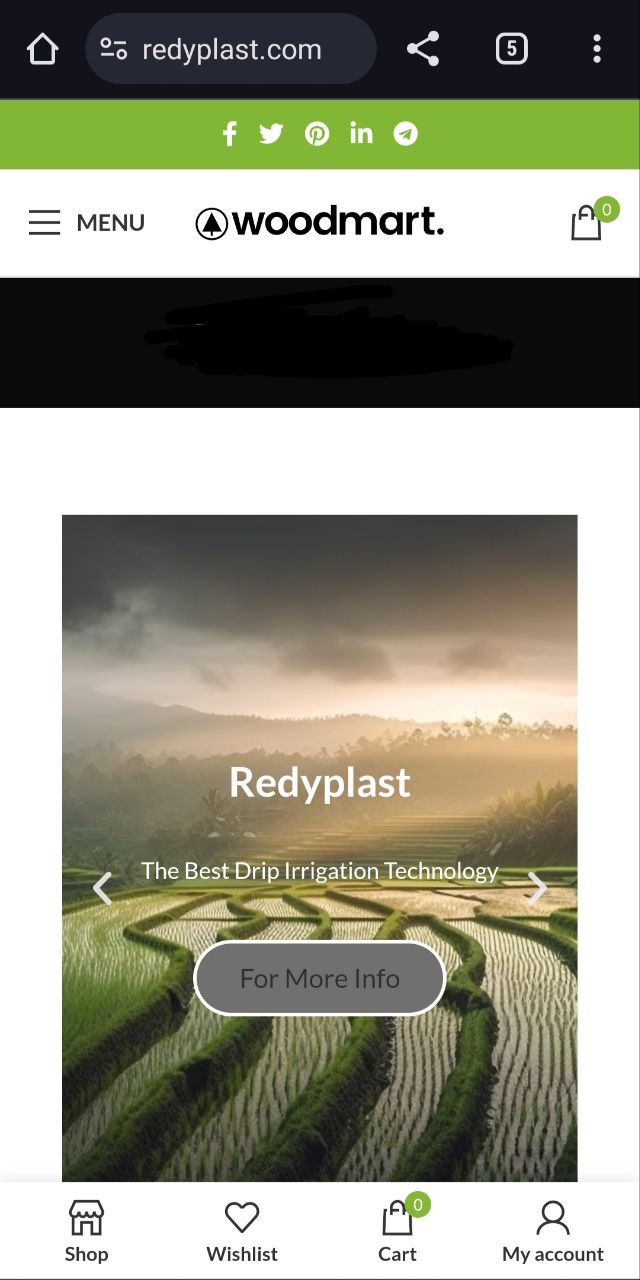 redyplast.com
5
MENU
woodmart.
0
Redyplast
The Best Drip Irrigation Technology
For More Info
0
Shop
Wishlist
Cart
My account